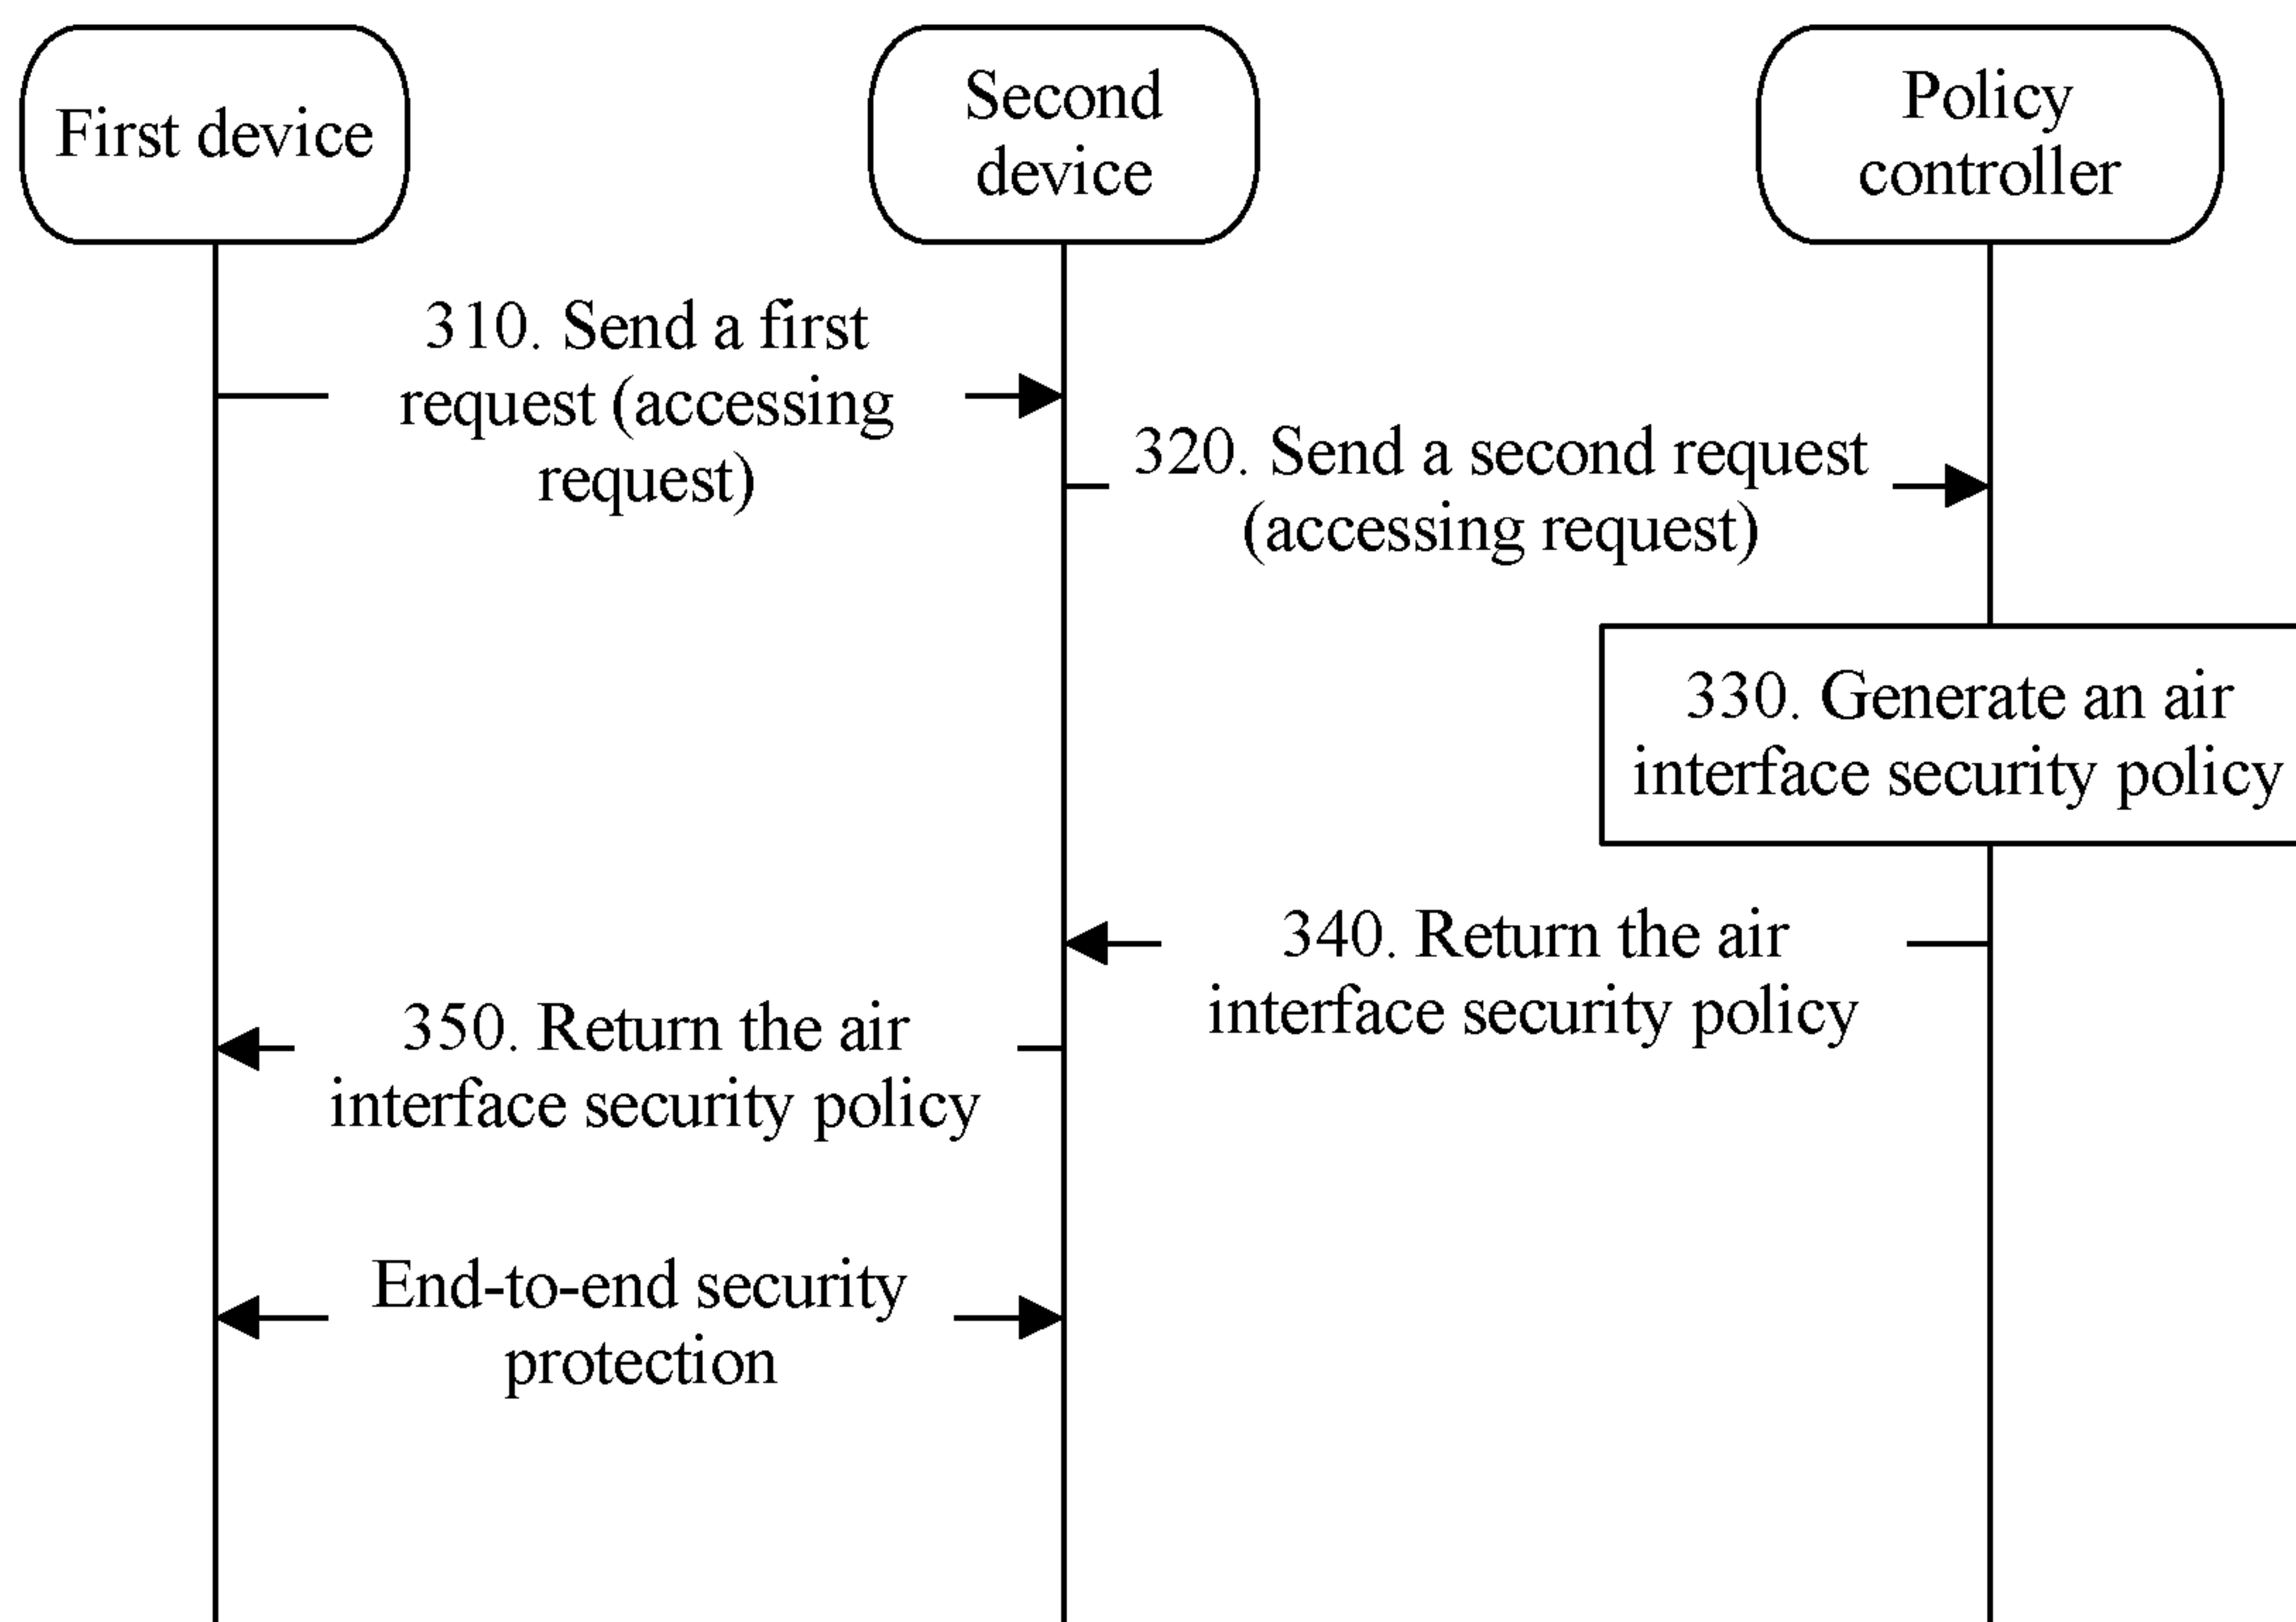 First device
Second
device
Policy
controller
310. Send a first
request (accessing
request)
320. Send a second request
(accessing request)
330. Generate an air
interface security policy
340. Return the air
interface security policy
350. Return the air
interface security policy
End-to-end security
protection